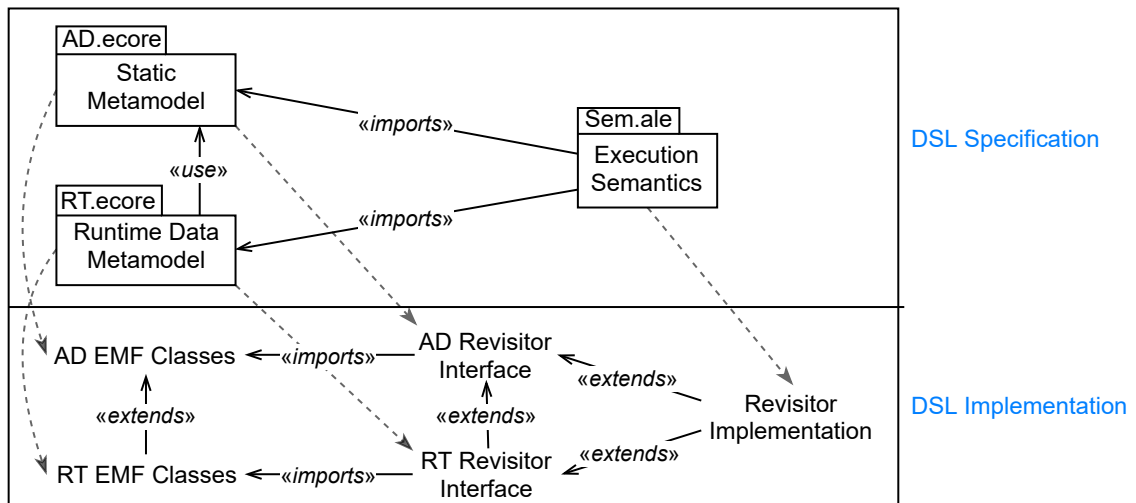 AD.ecore
Static
Metamodel
«imports»
Sem.ale
Execution
Semantics
DSL Specification
«use»
RT.ecore
Runtime Data
Metamodel
«imports»
AD EMF Classes
«imports»
AD Revisitor
Interface
«extends»
«extends»
«extends»
Revisitor
Implementation
DSL Implementation
«extends»
RT EMF Classes
«imports»
RT Revisitor
Interface